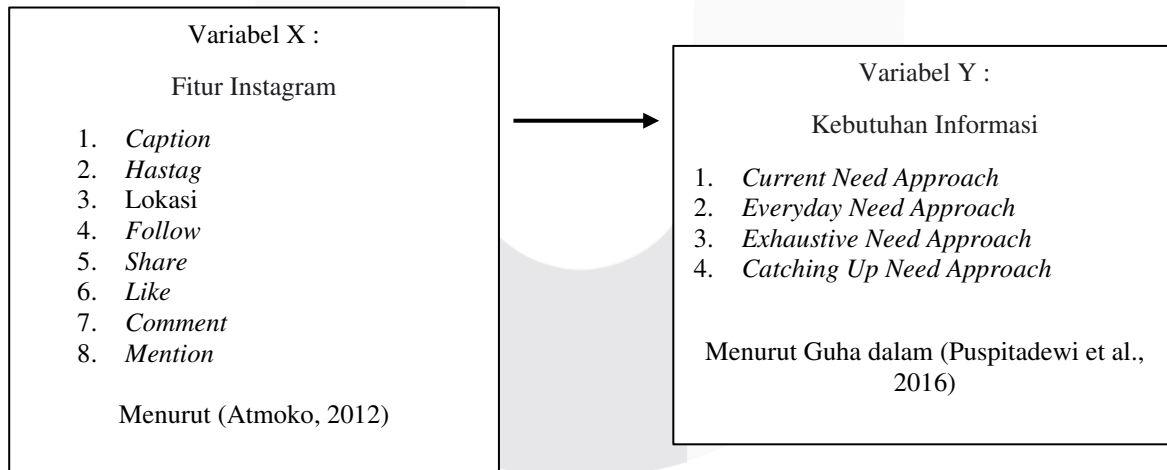 Variabel X :
Fitur Instagram
1. Caption
2. Hastag
3. Lokasi
4. Follow
5. Share
6. Like
7. Comment
8. Mention
Menurut (Atmoko, 2012)
Variabel Y :
Kebutuhan Informasi
1. Current Need Approach
2. Everyday Need Approach
3. Exhaustive Need Approach
4. Catching Up Need Approach
Menurut Guha dalam (Puspitadewi et al.,
2016)